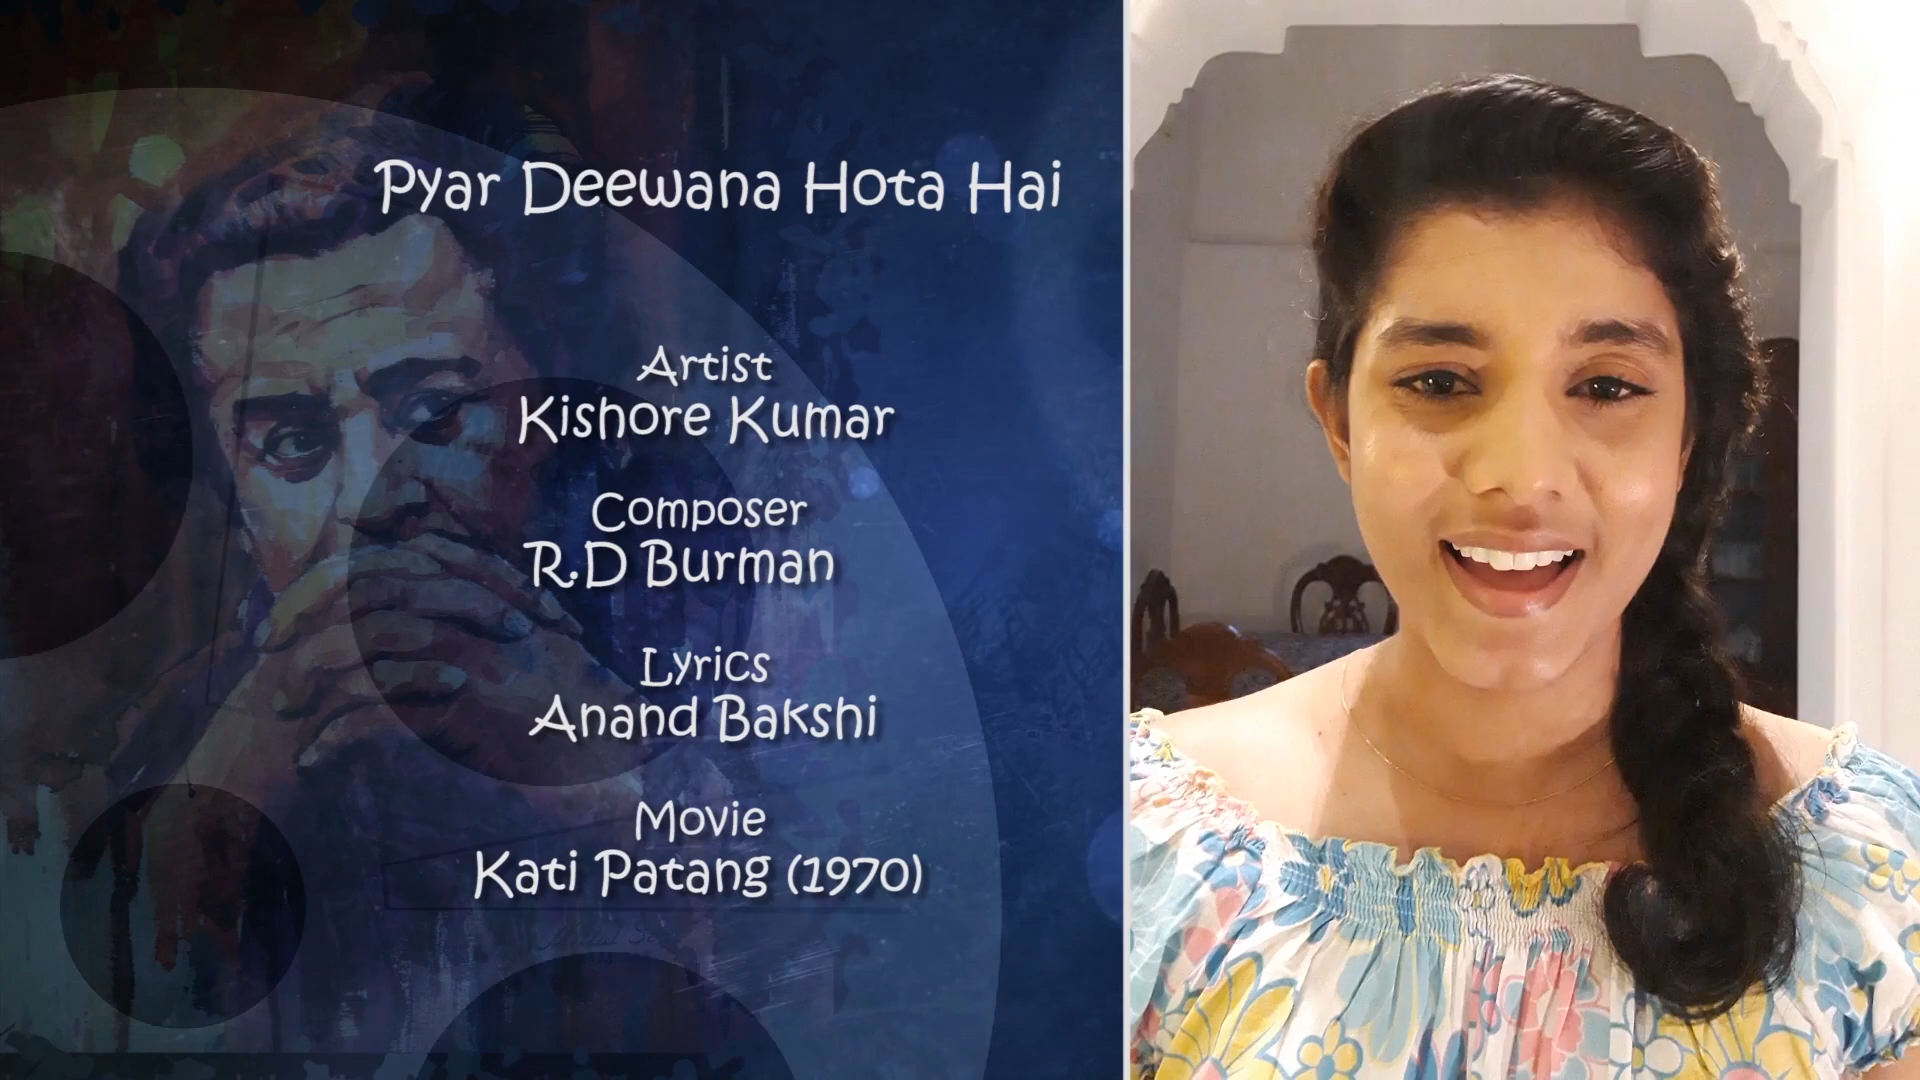 Pyar Deewana Hota Hai
Artist
Kishore Kumar
Composer
R.D Burman
Lyrics
Anand Bakshi
Movie
Kati Patang (1970)